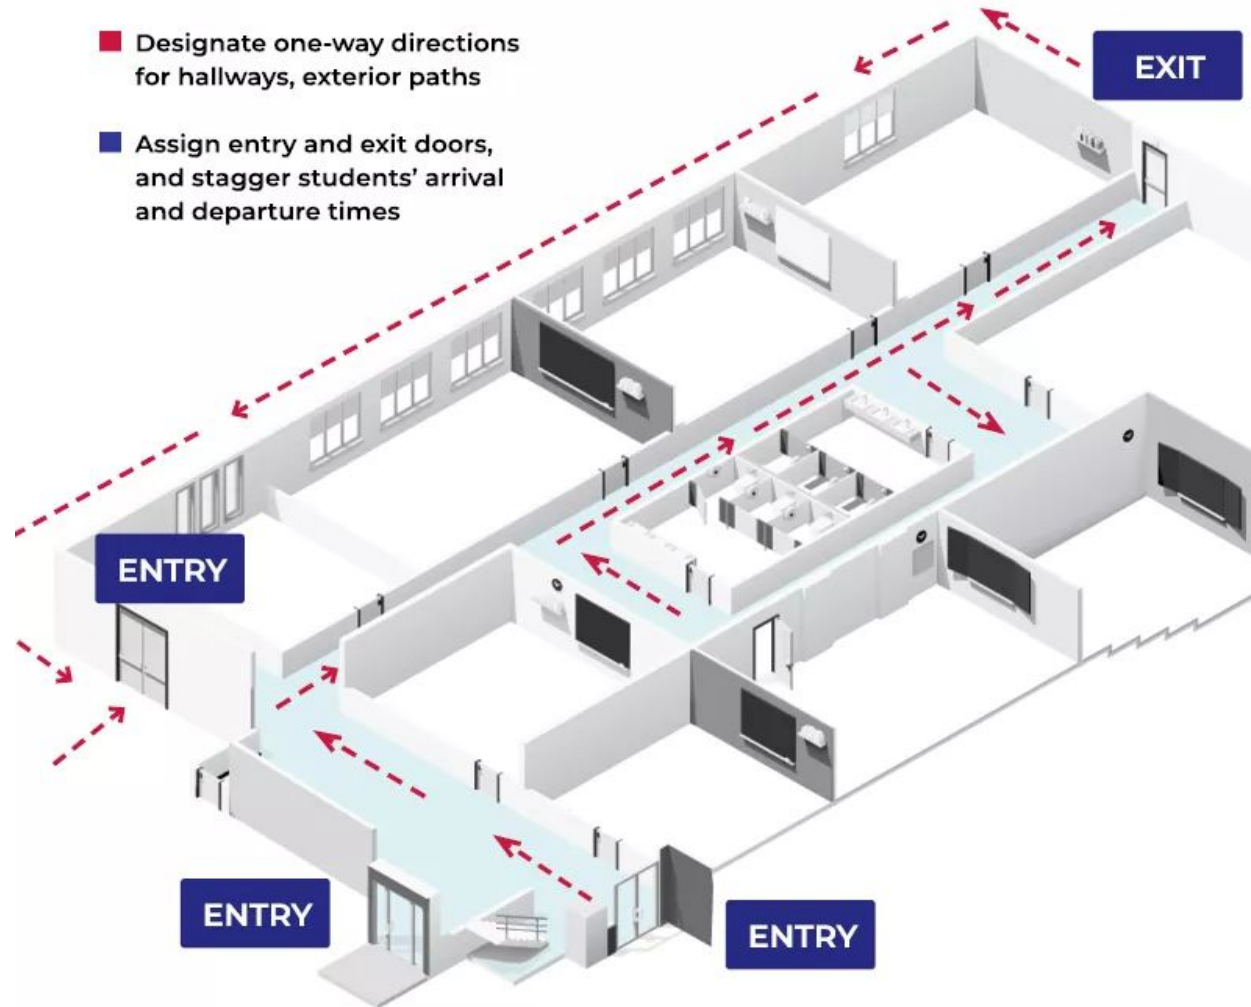 Designate one-way directions
for hallways, exterior paths
Assign entry and exit doors,
and stagger students’ arrival
and departure times
EXIT
ENTRY
ENTRY
ENTRY